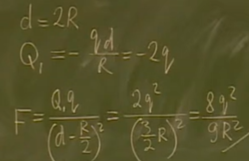 d = 2R
Q₁ = - qd/R = -2q
F = Q₁q/(d - R/2)² = 2q²/(3/2 R)² = 8q²/9R²